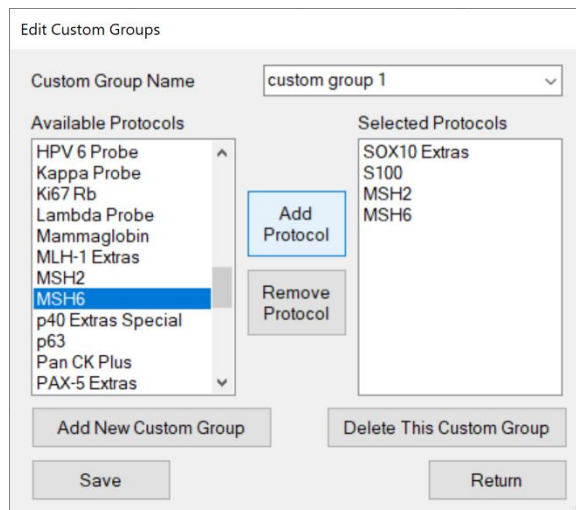 Edit Custom Groups
Custom Group Name
custom group 1
Available Protocols
HPV 6 Probe
Kappa Probe
Ki67 Rb
Lambda Probe
Mammaglobin
MLH-1 Extras
MSH2
MSH6
p40 Extras Special
p63
Pan CK Plus
PAX-5 Extras
Add
Protocol
Remove
Protocol
Selected Protocols
SOX10 Extras
S100
MSH2
MSH6
Add New Custom Group
Delete This Custom Group
Save
Return